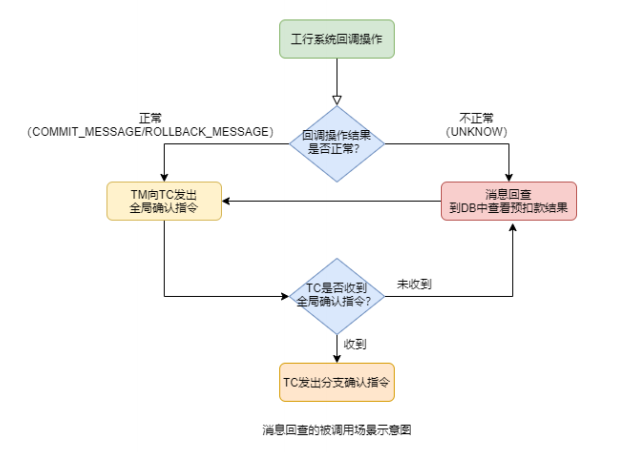 工行系统回调操作
正常
（COMMIT_MESSAGE/ROLLBACK_MESSAGE）
回调操作结果
是否正常？
不正常
（UNKNOW）
TM向TC发出
全局确认指令
消息回查
到DB中查看预扣款结果
TC是否收到
全局确认指令？
未收到
收到
TC发出分支确认指令
消息回查的被调用场景示意图